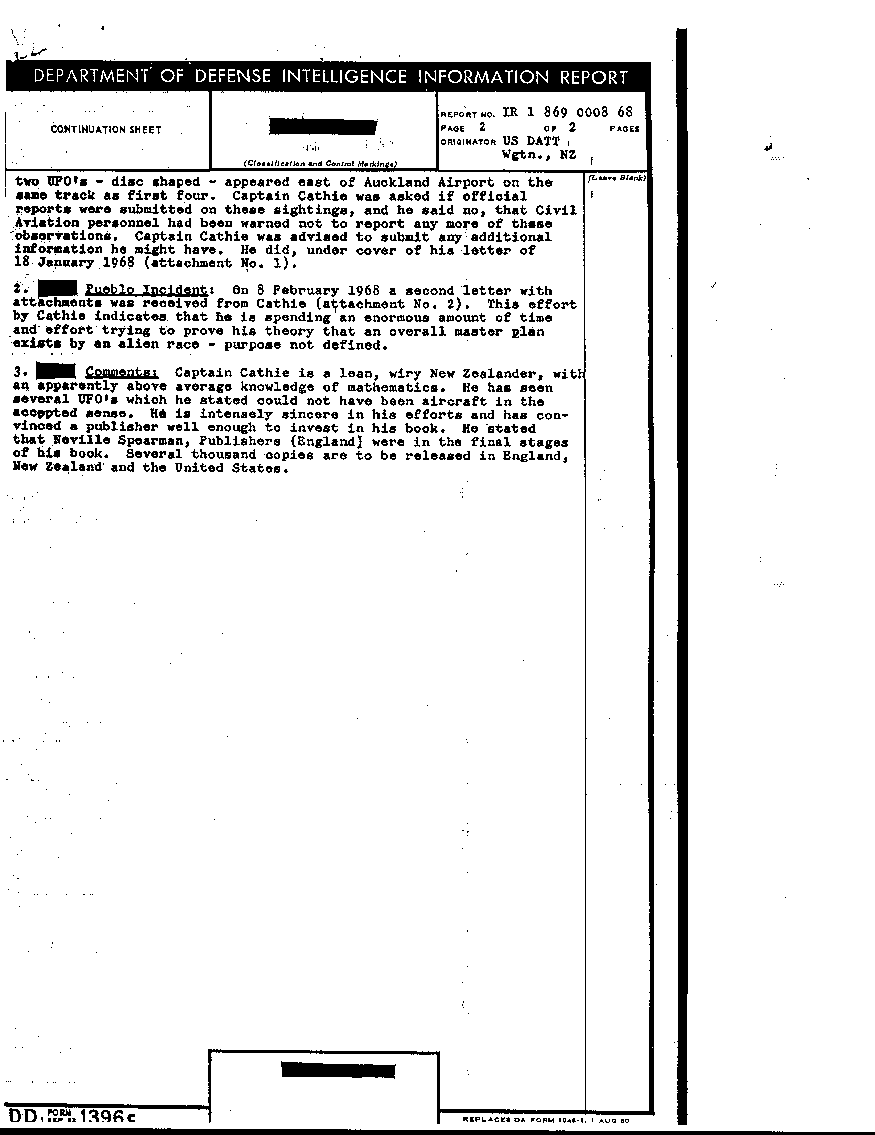 DEPARTMENT OF DEFENSE INTELLIGENCE INFORMATION REPORT
CONTINUATION SHEET
(Classification and Control Markings)
REPORT NO. IR 1 869 0008 68
PAGE 2 OF 2 PAGES
ORIGINATOR US DATT
Wgtn., NZ
(Leave Blank)
two UFO's - disc shaped - appeared east of Auckland Airport on the
same track as first four. Captain Cathie was asked if official
reports were submitted on these sightings, and he said no, that Civil
Aviation personnel had been warned not to report any more of these
observations. Captain Cathie was advised to submit any additional
information he might have. He did, under cover of his letter of
18 January 1968 (attachment No. 1).
2. Pueblo Incident: On 8 February 1968 a second letter with
attachments was received from Cathie (attachment No. 2). This effort
by Cathie indicates that he is spending an enormous amount of time
and effort trying to prove his theory that an overall master plan
exists by an alien race - purpose not defined.
3. Comments: Captain Cathie is a lean, wiry New Zealander, with
an apparently above average knowledge of mathematics. He has seen
several UFO's which he stated could not have been aircraft in the
accepted sense. He is intensely sincere in his efforts and has con-
vinced a publisher well enough to invest in his book. He stated
that Neville Spearman, Publishers (England) were in the final stages
of his book. Several thousand copies are to be released in England,
New Zealand and the United States.
DD FORM 1396c
REPLACES DA FORM 1048-1, 1 AUG 60